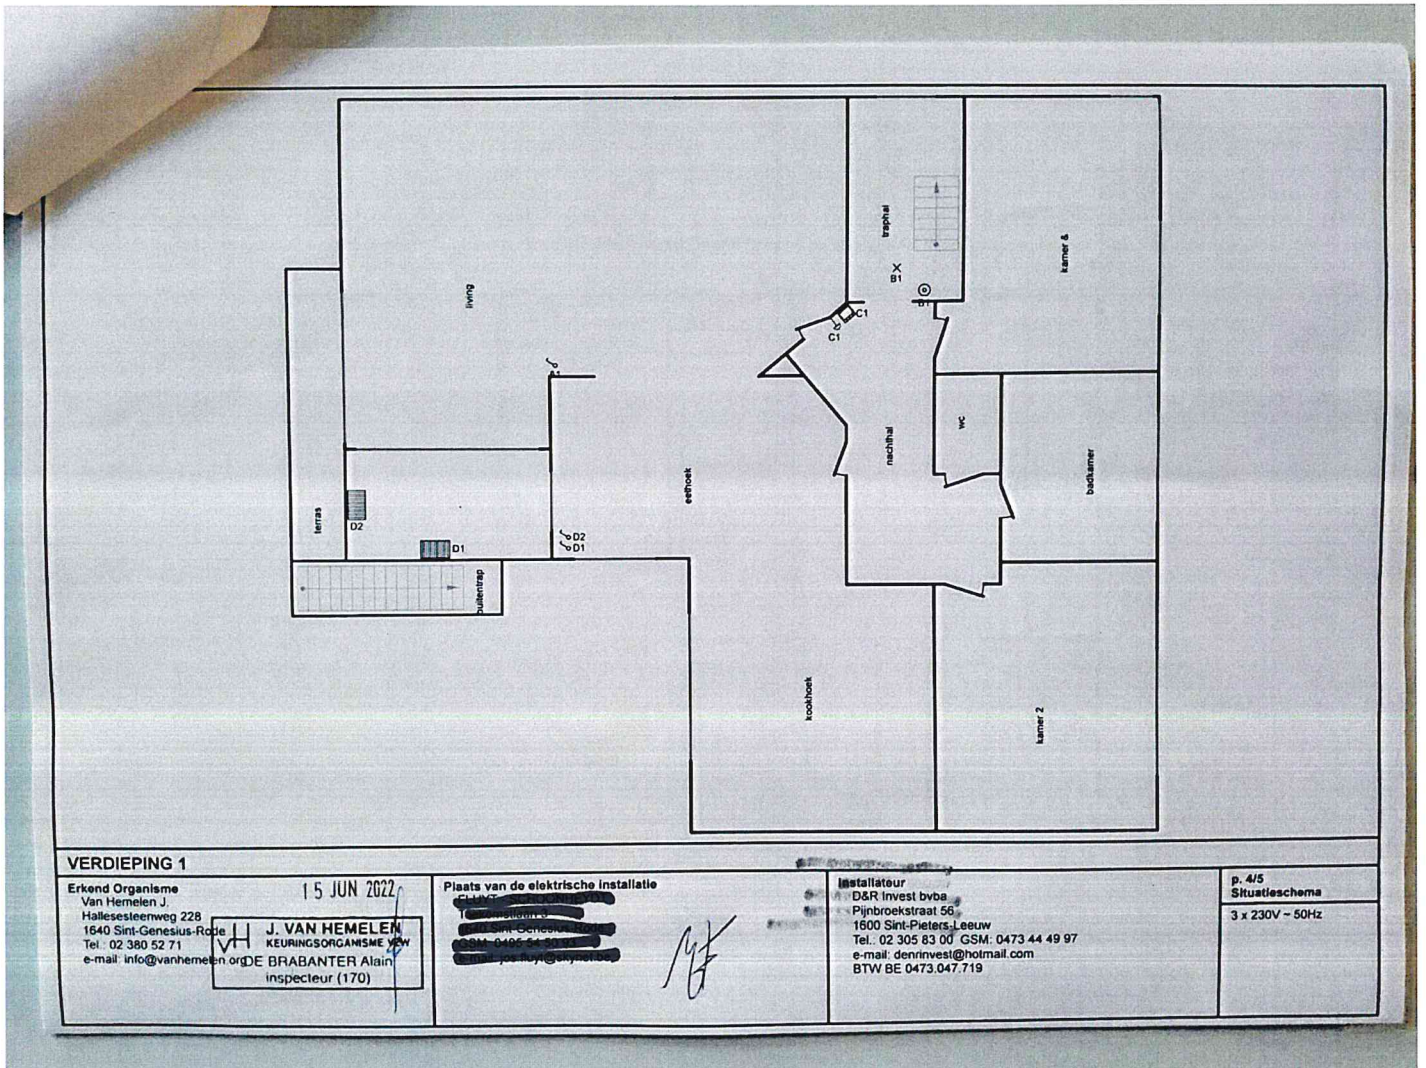 living
traphal
kamer &
B1
B1
C1
C1
A1
nachthal
wc
eethoek
badkamer
terras
D2
D1
D2
D1
buitentrap
kookhoek
kamer 2
VERDIEPING 1
Erkend Organisme
Van Hemelen J.
Hallesesteenweg 228
1640 Sint-Genesius-Rode
Tel.: 02 380 52 71
e-mail: info@vanhemelen.org
15 JUN 2022
J. VAN HEMELEN
KEURINGSORGANISME VZW
DE BRABANTER Alain
inspecteur (170)
Plaats van de elektrische installatie
Installateur
D&R Invest bvba
Pijnbroekstraat 56
1600 Sint-Pieters-Leeuw
Tel.: 02 305 83 00 GSM: 0473 44 49 97
e-mail: denrinvest@hotmail.com
BTW BE 0473.047.719
p. 4/5
Situatieschema
3 x 230V ~ 50Hz